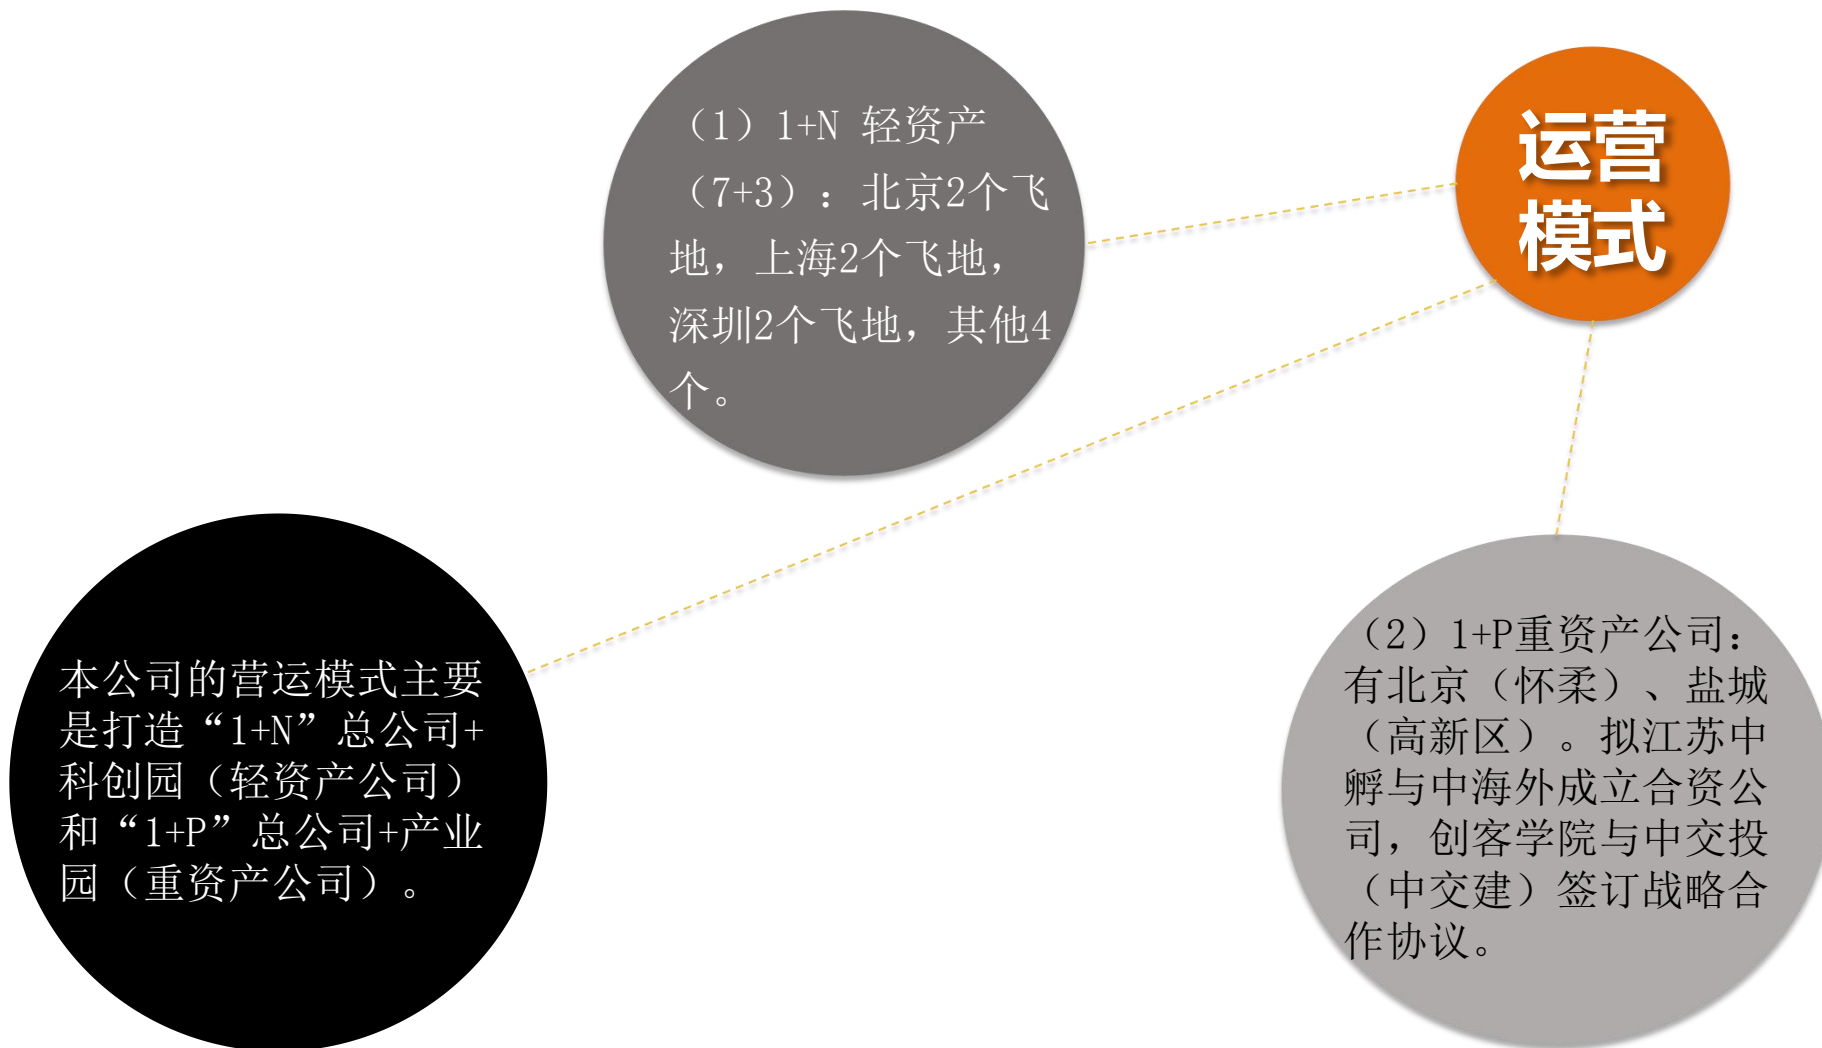 运营
模式
（1）1+N 轻资产
（7+3）：北京2个飞
地，上海2个飞地，
深圳2个飞地，其他4
个。
本公司的营运模式主要
是打造“1+N”总公司+
科创园（轻资产公司）
和“1+P”总公司+产业
园（重资产公司）。
（2）1+P重资产公司：
有北京（怀柔）、盐城
（高新区）。拟江苏中
孵与中海外成立合资公
司，创客学院与中交投
（中交建）签订战略合
作协议。